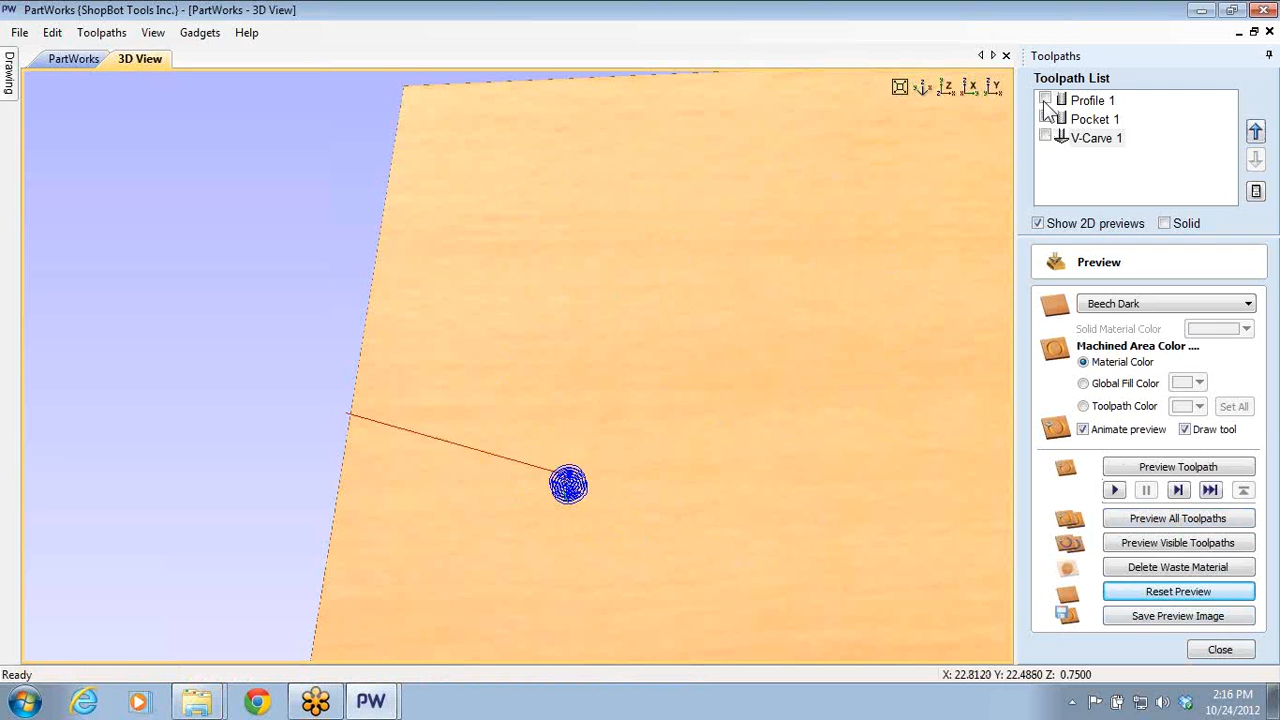 PartWorks {ShopBot Tools Inc.} - [PartWorks - 3D View]
File Edit Toolpaths View Gadgets Help
PartWorks 3D View
Drawing
Toolpaths
Toolpath List
Profile 1
Pocket 1
V-Carve 1
Show 2D previews Solid
Preview
Beech Dark
Solid Material Color
Machined Area Color ....
Material Color
Global Fill Color
Toolpath Color Set All
Animate preview Draw tool
Preview Toolpath
Preview All Toolpaths
Preview Visible Toolpaths
Delete Waste Material
Reset Preview
Save Preview Image
Close
Ready X: 22.8120 Y: 22.4860 Z: 0.7500
PW
2:16 PM
10/24/2012